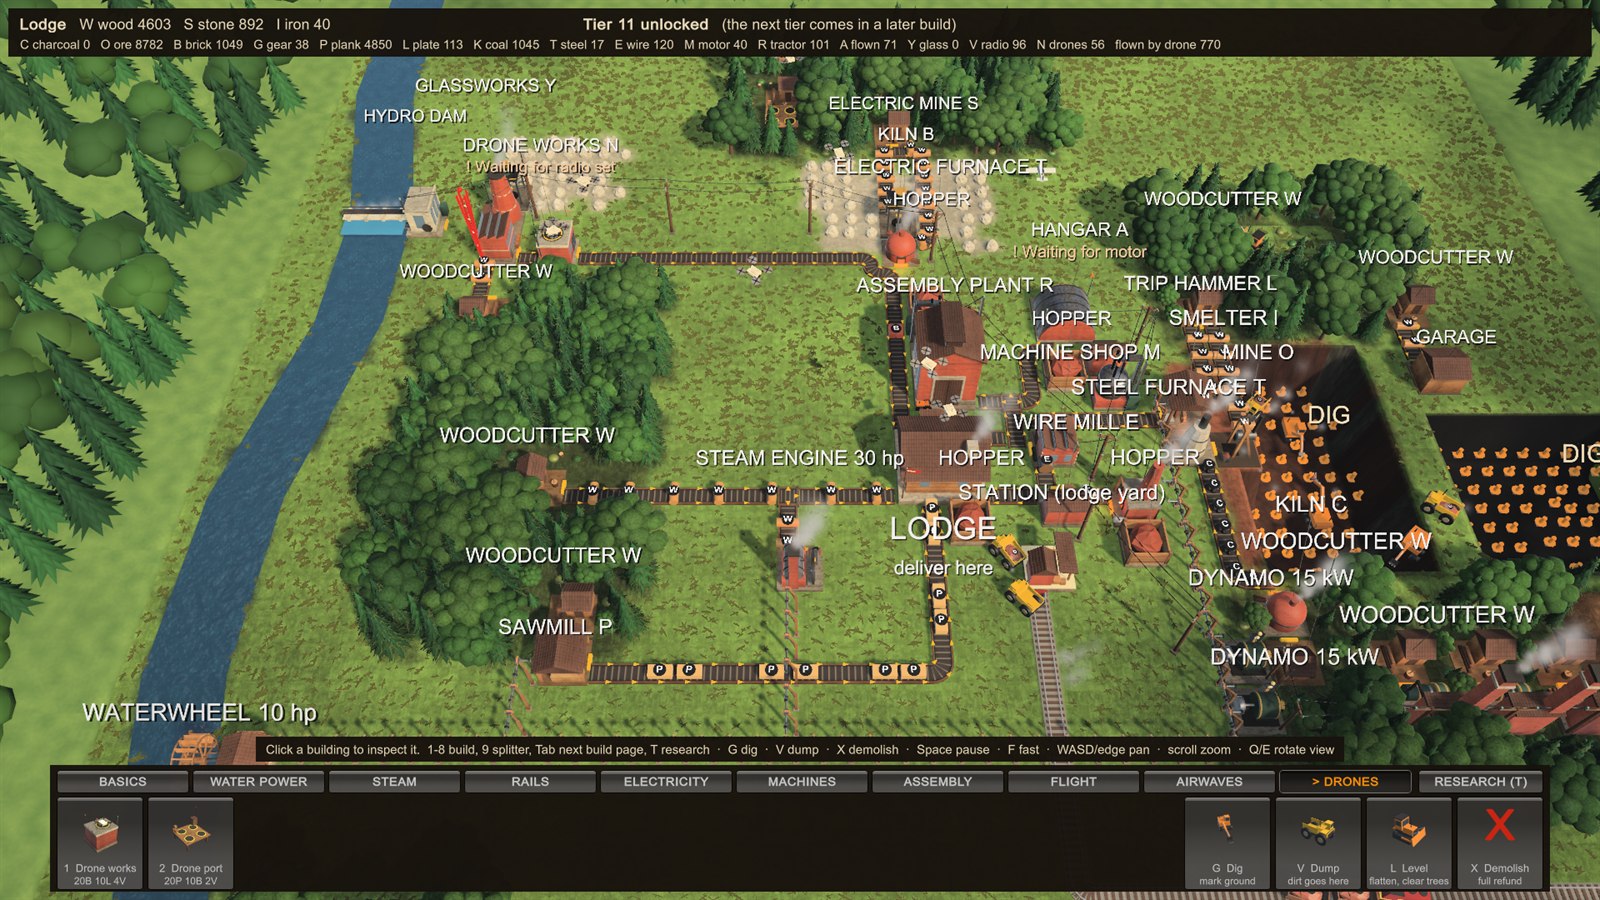 Lodge W wood 4603 S stone 892 I iron 40
Tier 11 unlocked (the next tier comes in a later build)
C charcoal 0 O ore 8782 B brick 1049 G gear 38 P plank 4850 L plate 113 K coal 1045 T steel 17 E wire 120 M motor 40 R tractor 101 A flown 71 Y glass 0 V radio 96 N drones 56 flown by drone 770
GLASSWORKS Y
HYDRO DAM
ELECTRIC MINE S
KILN B
DRONE WORKS N
! Waiting for radio set
ELECTRIC FURNACE T
HOPPER
WOODCUTTER W
HANGAR A
! Waiting for motor
WOODCUTTER W
WOODCUTTER W
ASSEMBLY PLANT R
TRIP HAMMER L
HOPPER
SMELTER I
GARAGE
MACHINE SHOP M
MINE O
STEEL FURNACE T
DIG
WIRE MILL E
WOODCUTTER W
STEAM ENGINE 30 hp
HOPPER
HOPPER
DIG
STATION (lodge yard)
KILN C
LODGE
deliver here
WOODCUTTER W
WOODCUTTER W
DYNAMO 15 kW
WOODCUTTER W
SAWMILL P
DYNAMO 15 kW
WATERWHEEL 10 hp
Click a building to inspect it. 1-8 build, 9 splitter, Tab next build page, T research · G dig · V dump · X demolish · Space pause · F fast · WASD/edge pan · scroll zoom · Q/E rotate view
BASICS
WATER POWER
STEAM
RAILS
ELECTRICITY
MACHINES
ASSEMBLY
FLIGHT
AIRWAVES
> DRONES
RESEARCH (T)
1 Drone works
20B 10L 4V
2 Drone port
20P 10B 2V
G Dig
mark ground
V Dump
dirt goes here
L Level
flatten, clear trees
X Demolish
full refund